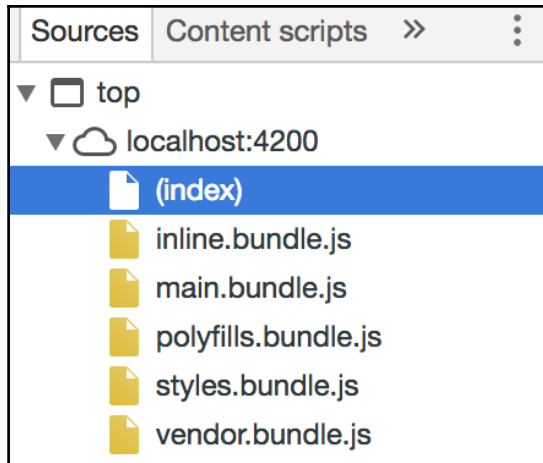 Sources Content scripts »
top
localhost:4200
(index)
inline.bundle.js
main.bundle.js
polyfills.bundle.js
styles.bundle.js
vendor.bundle.js